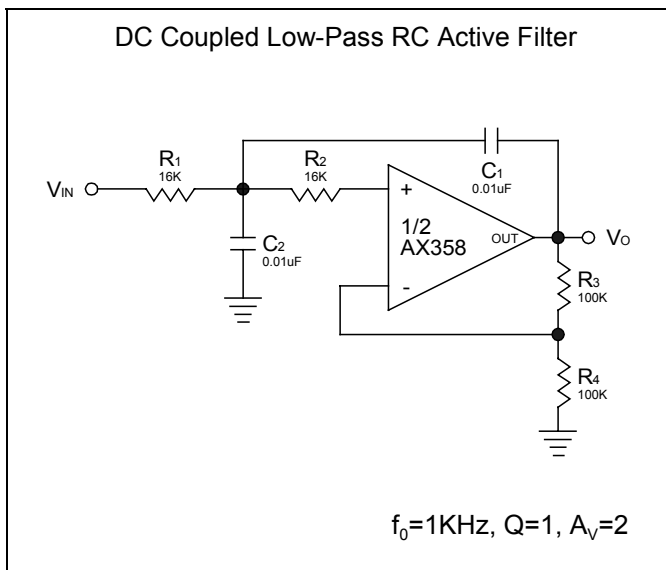 DC Coupled Low-Pass RC Active Filter
R1
16K
R2
16K
C1
0.01uF
VIN
+
1/2
AX358
OUT
VO
C2
0.01uF
-
R3
100K
R4
100K
f0=1KHz, Q=1, AV=2